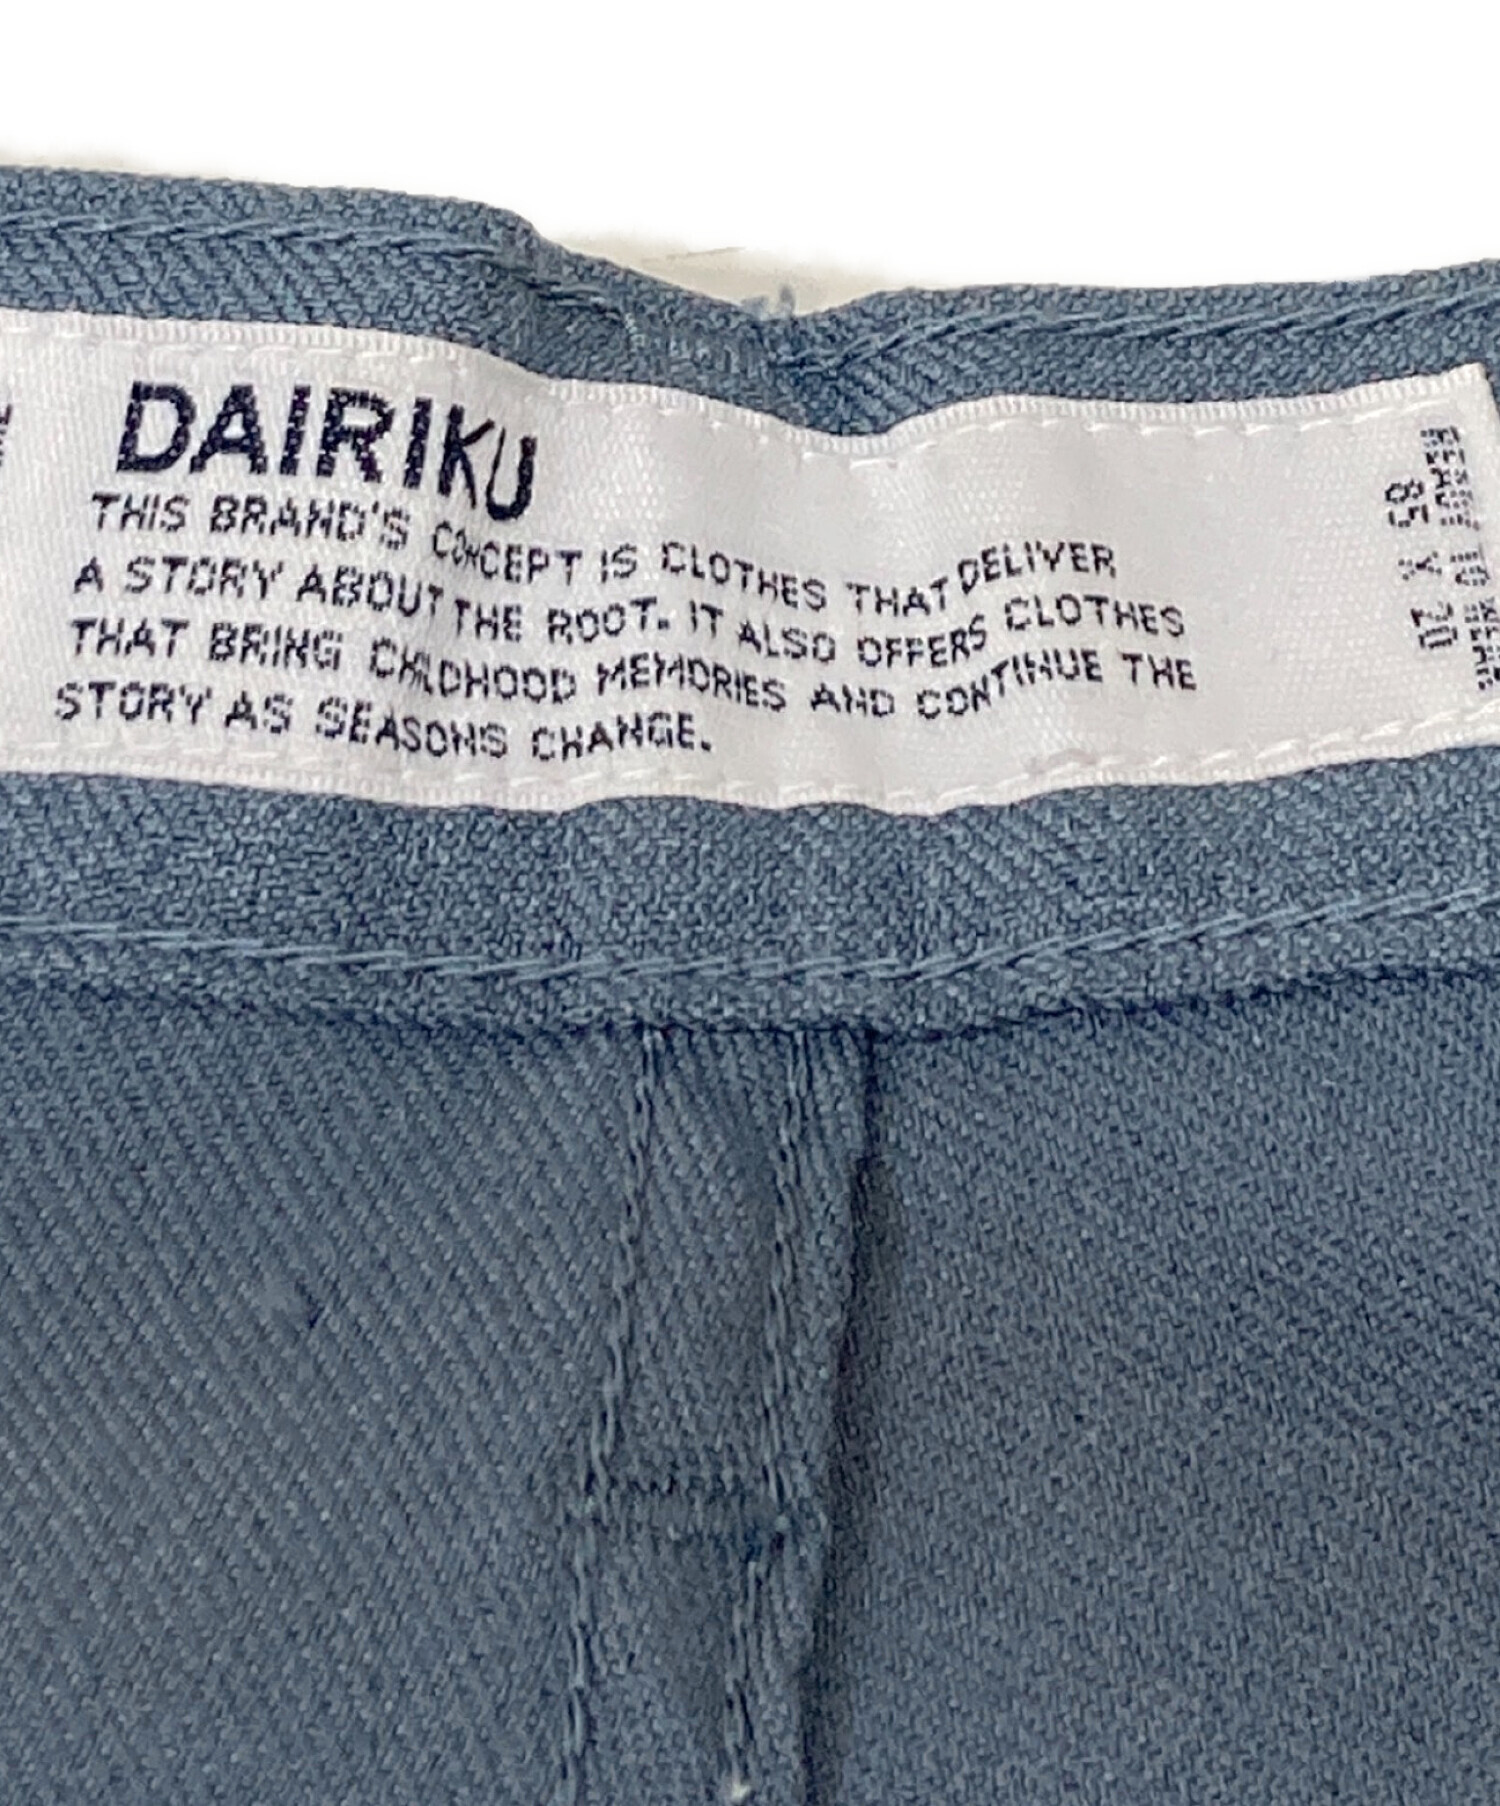 DAIRIKU
THIS BRAND'S CONCEPT IS CLOTHES THAT DELIVER
A STORY ABOUT THE ROOT. IT ALSO OFFERS CLOTHES
THAT BRING CHILDHOOD MEMORIES AND CONTINUE THE
STORY AS SEASONS CHANGE.